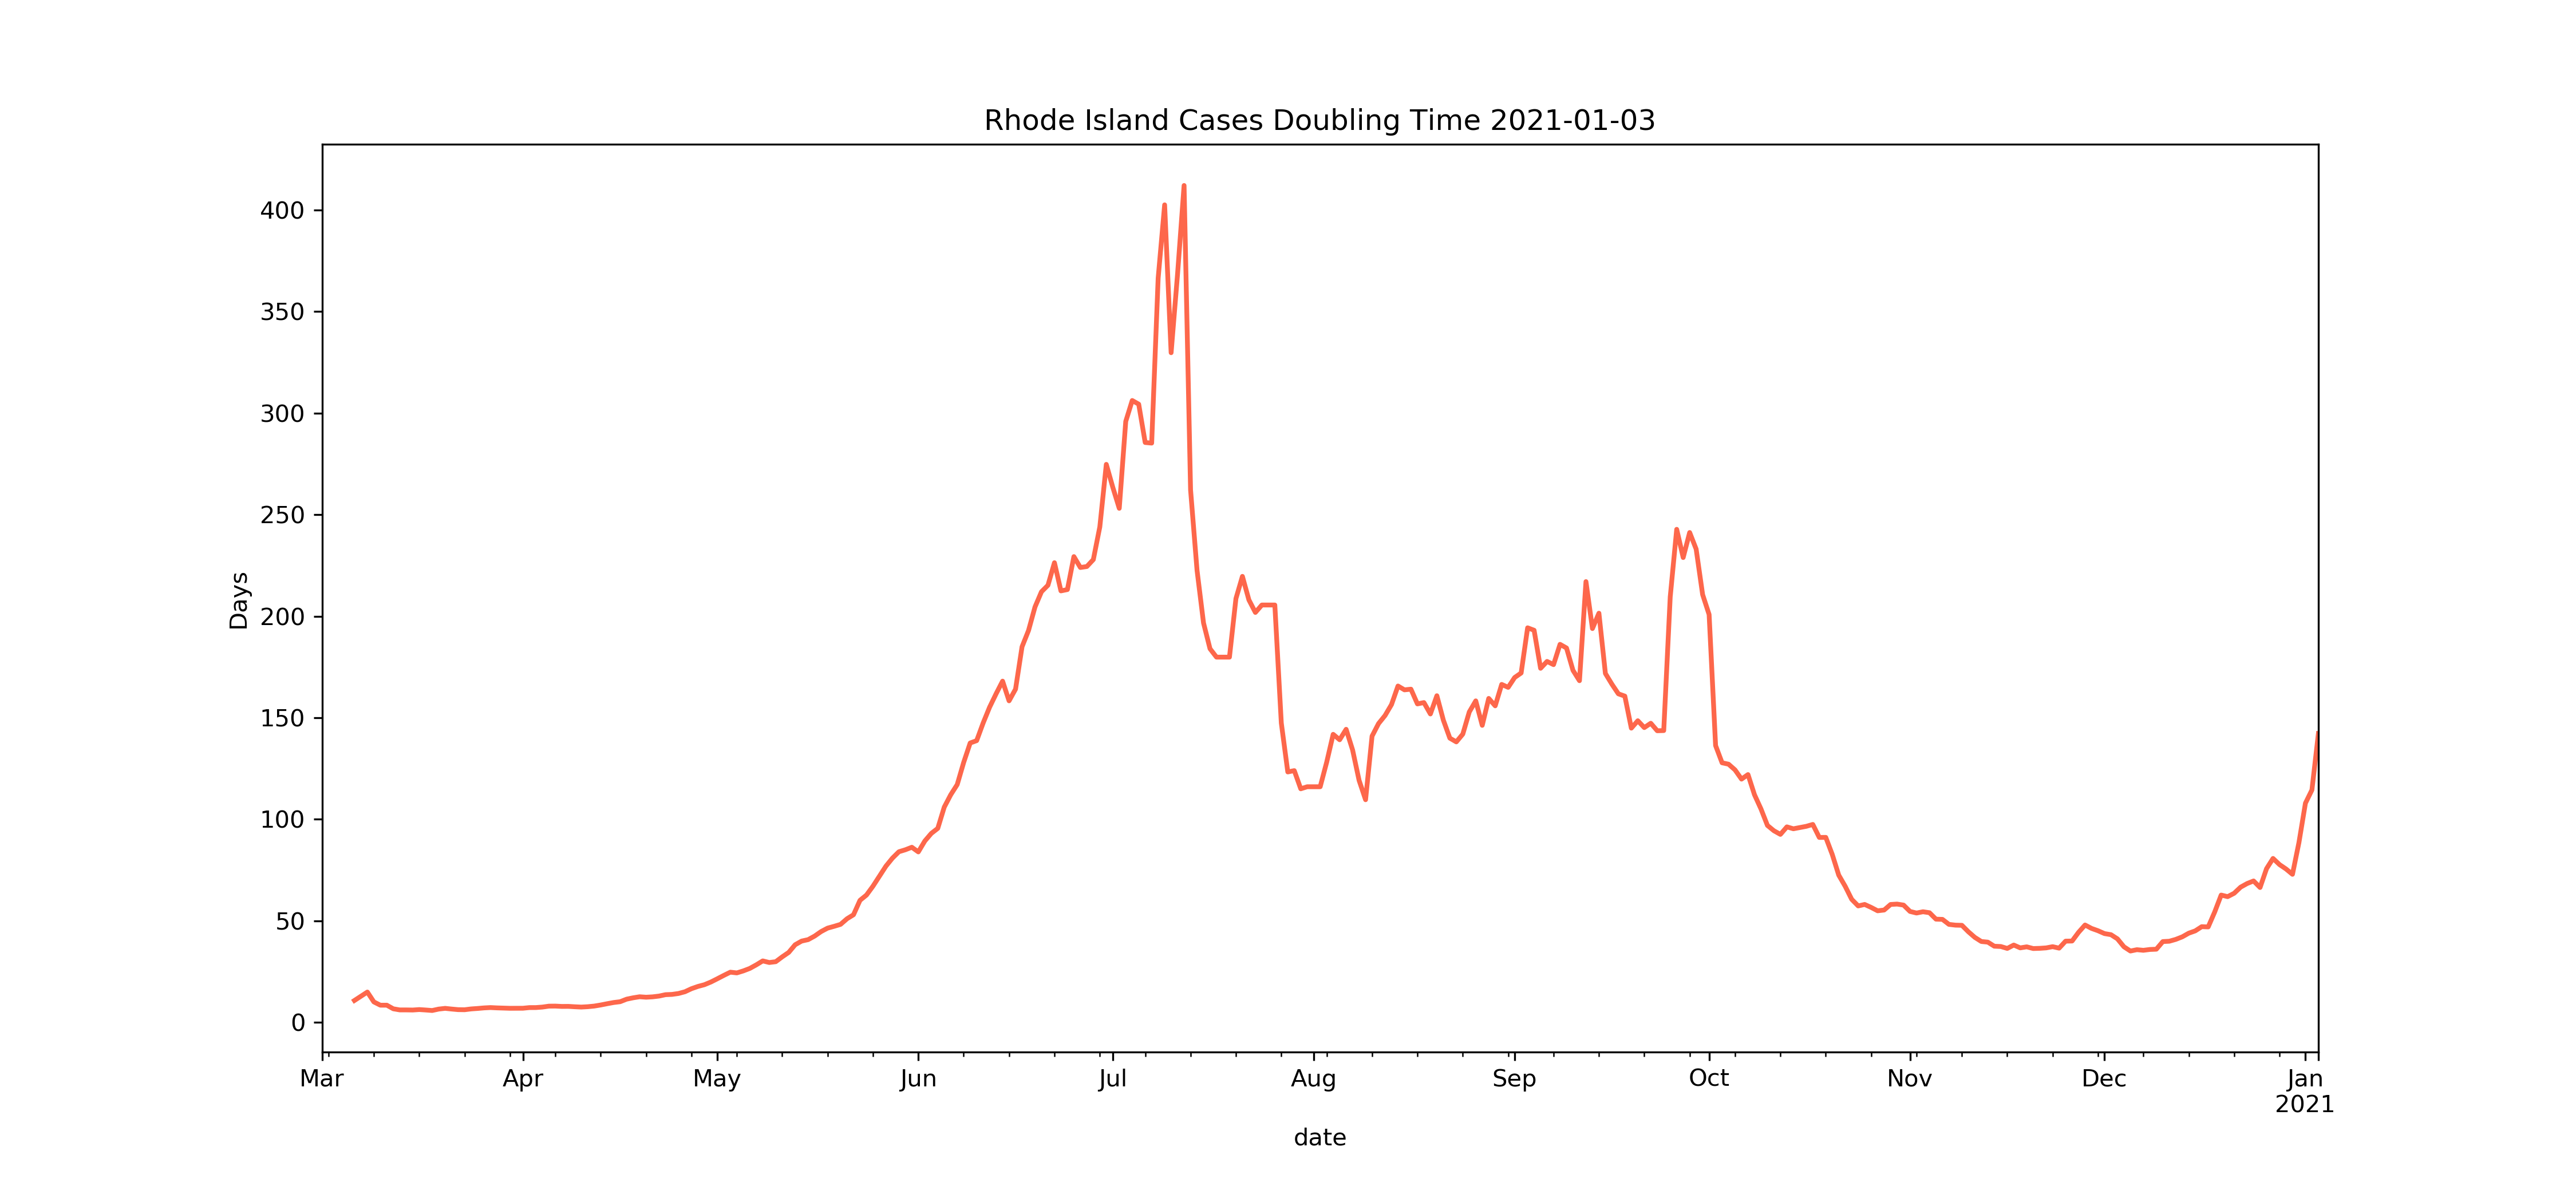 Rhode Island Cases Doubling Time 2021-01-03
400
350
300
250
200
150
100
50
0
Days
Mar Apr May Jun Jul Aug Sep Oct Nov Dec Jan
2021
date